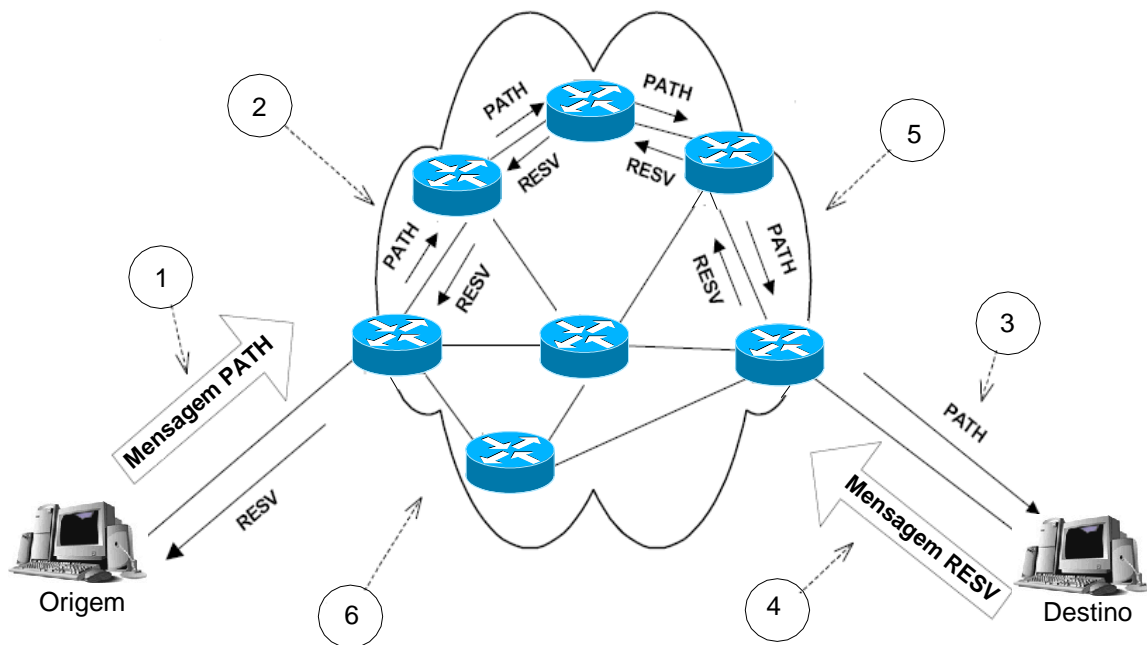 PATH
PATH
2
5
RESV
RESV
PATH
PATH
RESV
RESV
1
3
Mensagem PATH
PATH
RESV
Mensagem RESV
Origem
6
4
Destino